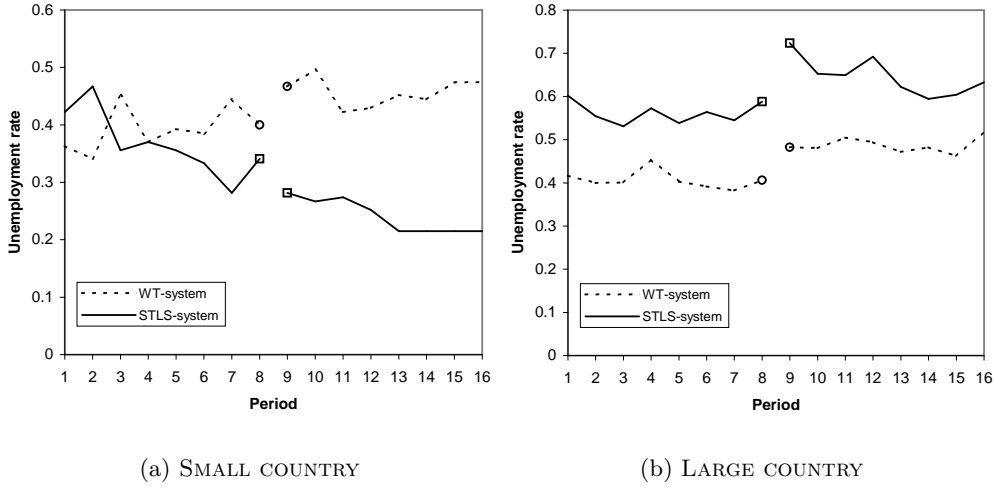 0.6
0.5
0.4
0.3
0.2
0.1
0
Unemployment rate
WT-system
STLS-system
1 2 3 4 5 6 7 8 9 10 11 12 13 14 15 16
Period
(a) SMALL COUNTRY
0.8
0.7
0.6
0.5
0.4
0.3
0.2
0.1
0
Unemployment rate
WT-system
STLS-system
1 2 3 4 5 6 7 8 9 10 11 12 13 14 15 16
Period
(b) LARGE COUNTRY